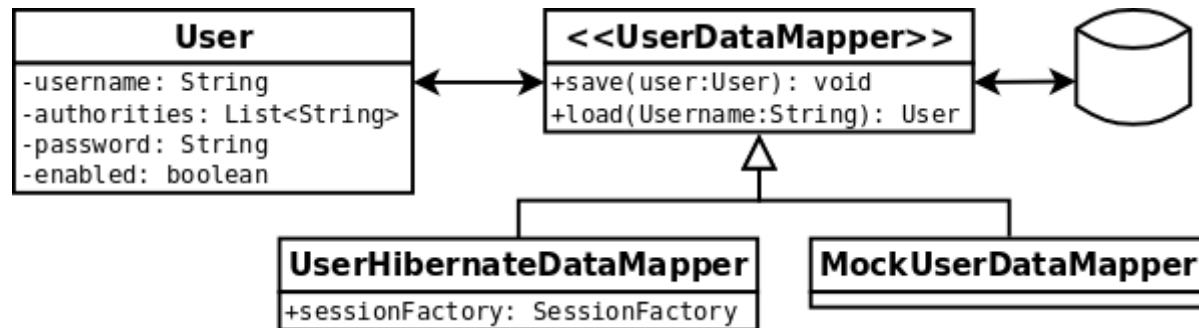 User
-username: String
-authorities: List<String>
-password: String
-enabled: boolean
<<UserDataMapper>>
+save(user:User): void
+load(Username:String): User
UserHibernateDataMapper
+sessionFactory: SessionFactory
MockUserDataMapper